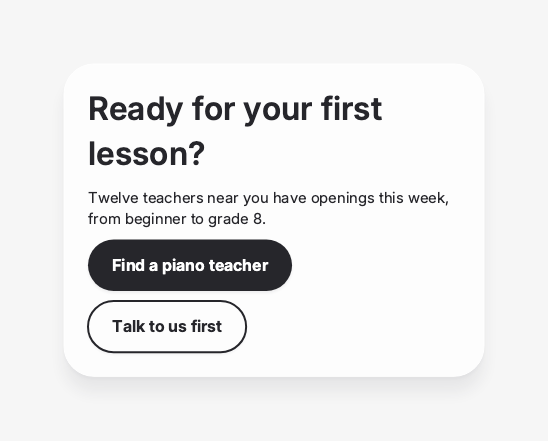 Ready for your first
lesson?
Twelve teachers near you have openings this week,
from beginner to grade 8.
Find a piano teacher
Talk to us first